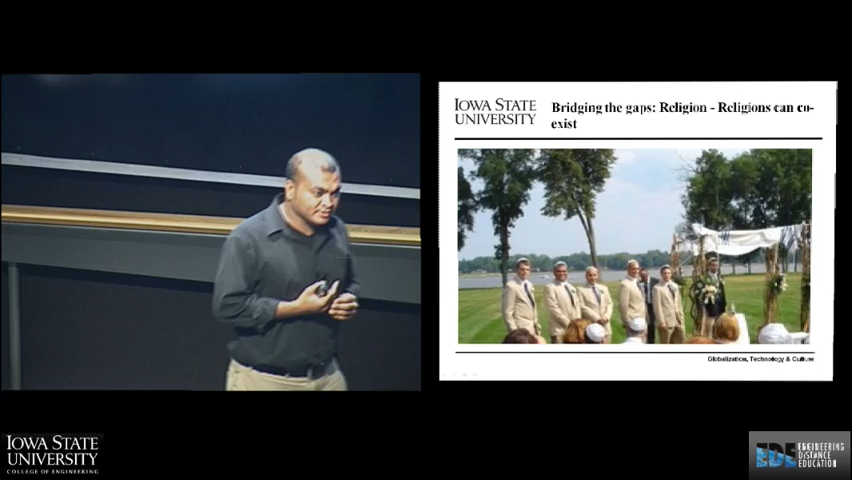 IOWA STATE
UNIVERSITY
Bridging the gaps: Religion - Religions can co-
exist
Globalization, Technology & Culture
IOWA STATE
UNIVERSITY
COLLEGE OF ENGINEERING
EDE
ENGINEERING
DISTANCE
EDUCATION